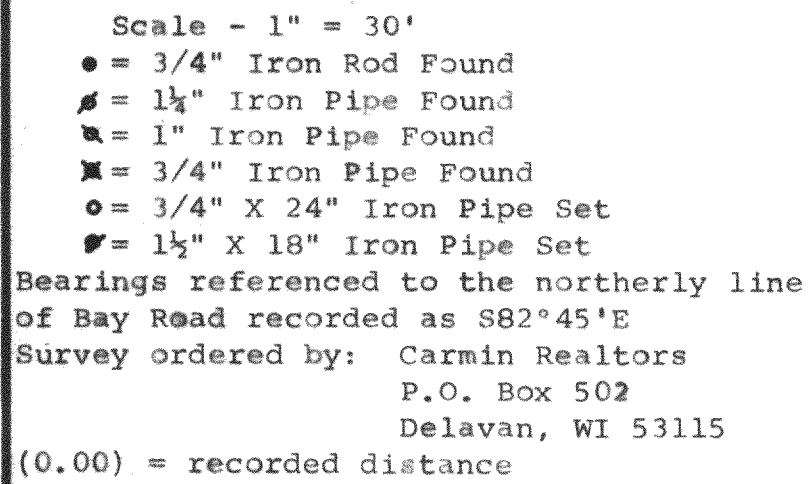 Scale - 1" = 30'
= 3/4" Iron Rod Found
= 1¼" Iron Pipe Found
= 1" Iron Pipe Found
= 3/4" Iron Pipe Found
= 3/4" X 24" Iron Pipe Set
= 1½" X 18" Iron Pipe Set
Bearings referenced to the northerly line
of Bay Road recorded as S82°45'E
Survey ordered by: Carmin Realtors
P.O. Box 502
Delavan, WI 53115
(0.00) = recorded distance